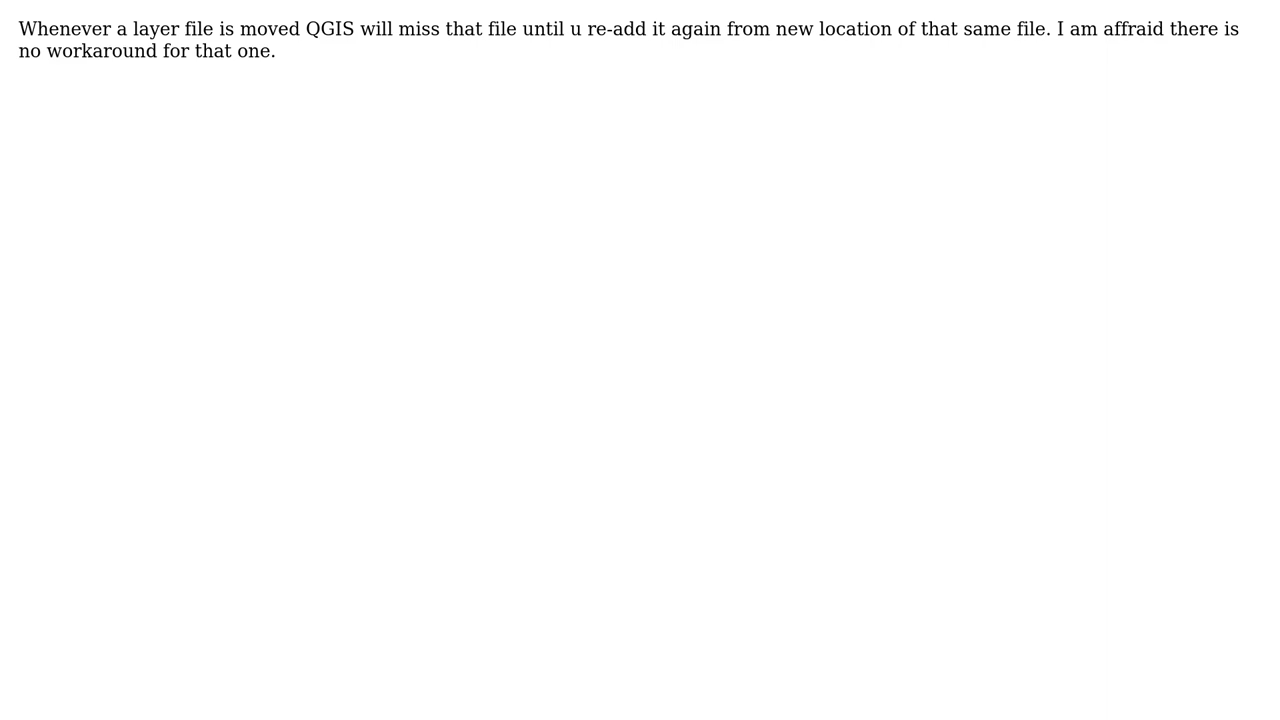 Whenever a layer file is moved QGIS will miss that file until u re-add it again from new location of that same file. I am affraid there is
no workaround for that one.